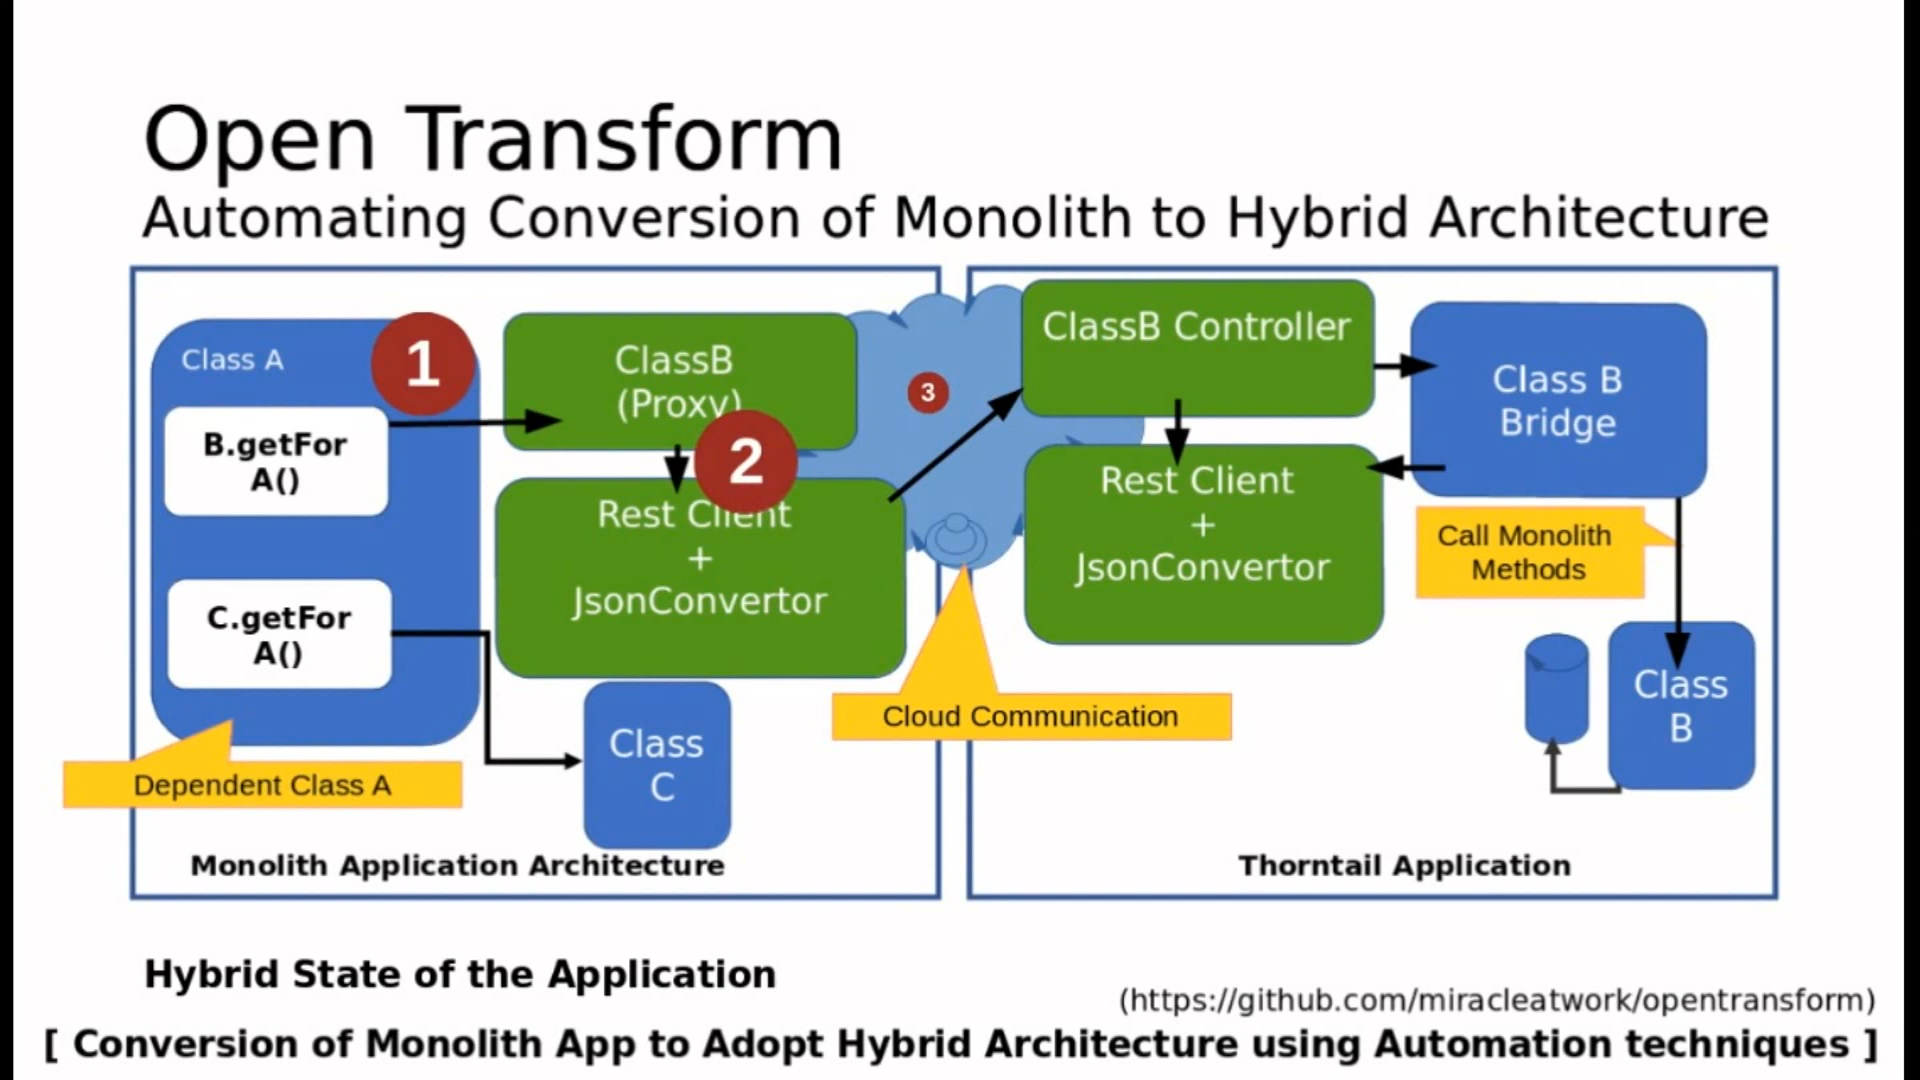 Open Transform
Automating Conversion of Monolith to Hybrid Architecture
Class A
1
B.getFor
A()
C.getFor
A()
Dependent Class A
ClassB
(Proxy)
2
Rest Client
+
JsonConvertor
Class
C
Monolith Application Architecture
3
Cloud Communication
ClassB Controller
Rest Client
+
JsonConvertor
Class B
Bridge
Call Monolith
Methods
Class
B
Thorntail Application
Hybrid State of the Application
(https://github.com/miracleatwork/opentransform)
[ Conversion of Monolith App to Adopt Hybrid Architecture using Automation techniques ]